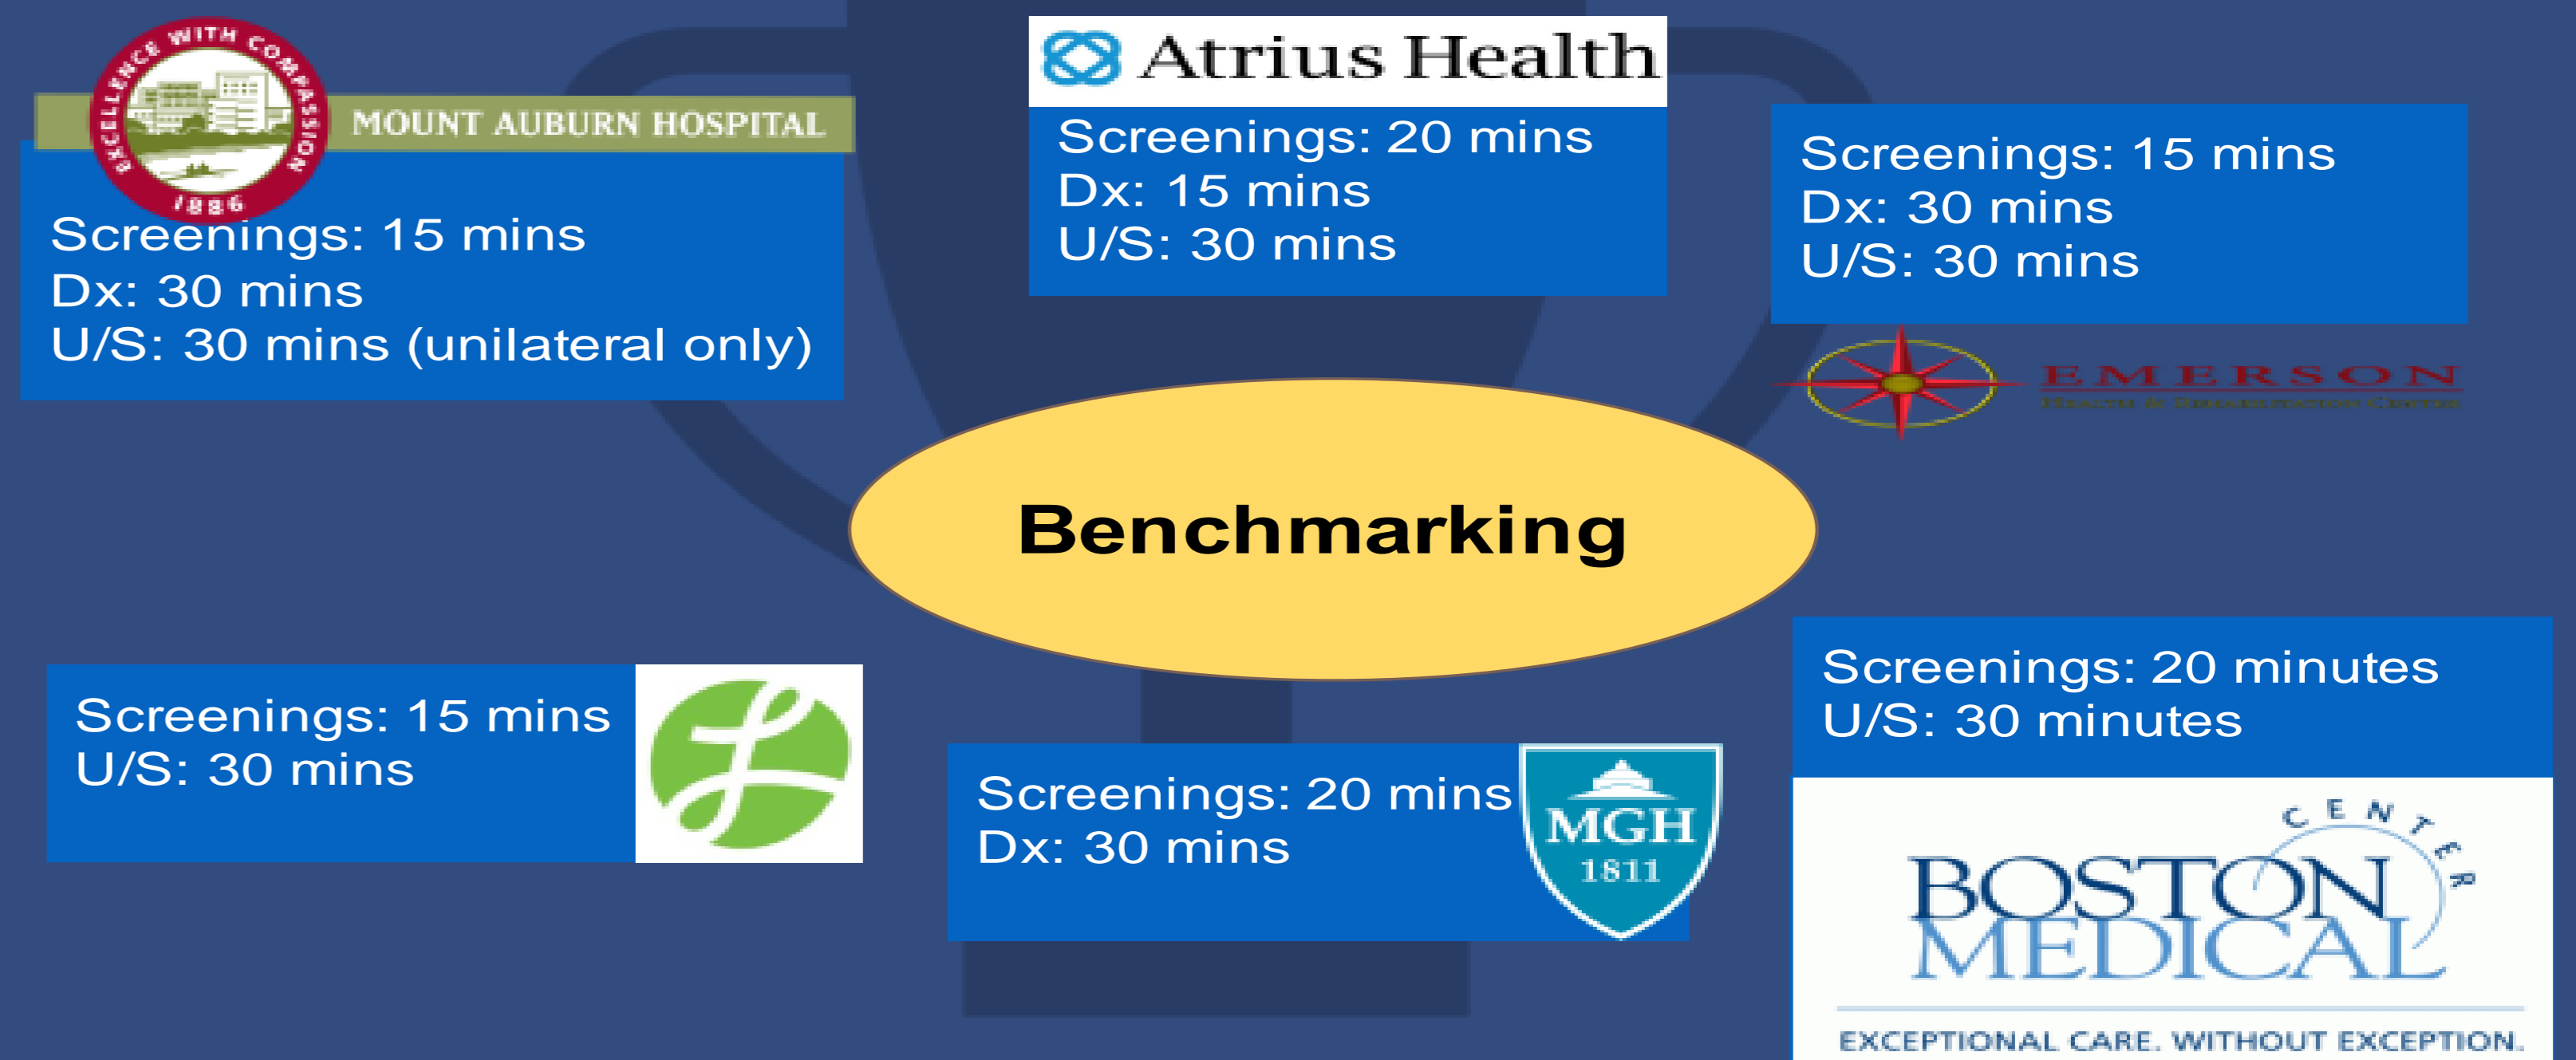 EXCELLENCE WITH COMPASSION
1886
MOUNT AUBURN HOSPITAL
Screenings: 15 mins
Dx: 30 mins
U/S: 30 mins (unilateral only)
Atrius Health
Screenings: 20 mins
Dx: 15 mins
U/S: 30 mins
Screenings: 15 mins
Dx: 30 mins
U/S: 30 mins
EMERSON
HEALTH & REHABILITATION CENTER
Benchmarking
Screenings: 15 mins
U/S: 30 mins
L
Screenings: 20 mins
Dx: 30 mins
MGH
1811
Screenings: 20 minutes
U/S: 30 minutes
CENTER
BOSTON
MEDICAL
EXCEPTIONAL CARE. WITHOUT EXCEPTION.